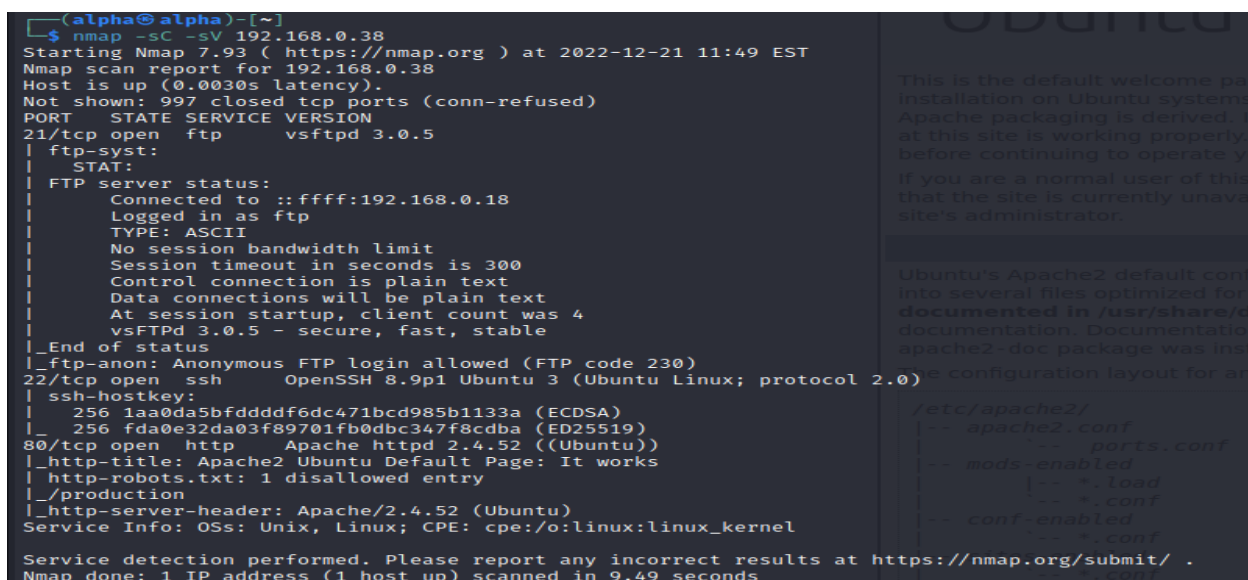 ┌──(alpha㉿alpha)-[~]
└─$ nmap -sC -sV 192.168.0.38
Starting Nmap 7.93 ( https://nmap.org ) at 2022-12-21 11:49 EST
Nmap scan report for 192.168.0.38
Host is up (0.0030s latency).
Not shown: 997 closed tcp ports (conn-refused)
PORT   STATE SERVICE VERSION
21/tcp open  ftp     vsftpd 3.0.5
| ftp-syst:
|   STAT:
| FTP server status:
|      Connected to ::ffff:192.168.0.18
|      Logged in as ftp
|      TYPE: ASCII
|      No session bandwidth limit
|      Session timeout in seconds is 300
|      Control connection is plain text
|      Data connections will be plain text
|      At session startup, client count was 4
|      vsFTPd 3.0.5 - secure, fast, stable
|_End of status
|_ftp-anon: Anonymous FTP login allowed (FTP code 230)
22/tcp open  ssh     OpenSSH 8.9p1 Ubuntu 3 (Ubuntu Linux; protocol 2.0)
| ssh-hostkey:
|   256 1aa0da5bfddddf6dc471bcd985b1133a (ECDSA)
|_  256 fda0e32da03f89701fb0dbc347f8cdba (ED25519)
80/tcp open  http    Apache httpd 2.4.52 ((Ubuntu))
|_http-title: Apache2 Ubuntu Default Page: It works
| http-robots.txt: 1 disallowed entry
|_/production
|_http-server-header: Apache/2.4.52 (Ubuntu)
Service Info: OSs: Unix, Linux; CPE: cpe:/o:linux:linux_kernel
Service detection performed. Please report any incorrect results at https://nmap.org/submit/ .
Nmap done: 1 IP address (1 host up) scanned in 9.49 seconds
Ubuntu
This is the default welcome
installation on Ubuntu systems
Apache packaging is derived.
at this site is working properly.
before continuing to operate
If you are a normal user of this
that the site is currently
site's administrator.
Ubuntu's Apache2 default
into several files optimized for
documented in /usr/share/
documentation.
apache2-doc package was
The configuration layout for
/etc/apache2/
|-- apache2.conf
|       `-- ports.conf
|-- mods-enabled
|       |-- *.load
|       `-- *.conf
|-- conf-enabled
|       `-- *.conf